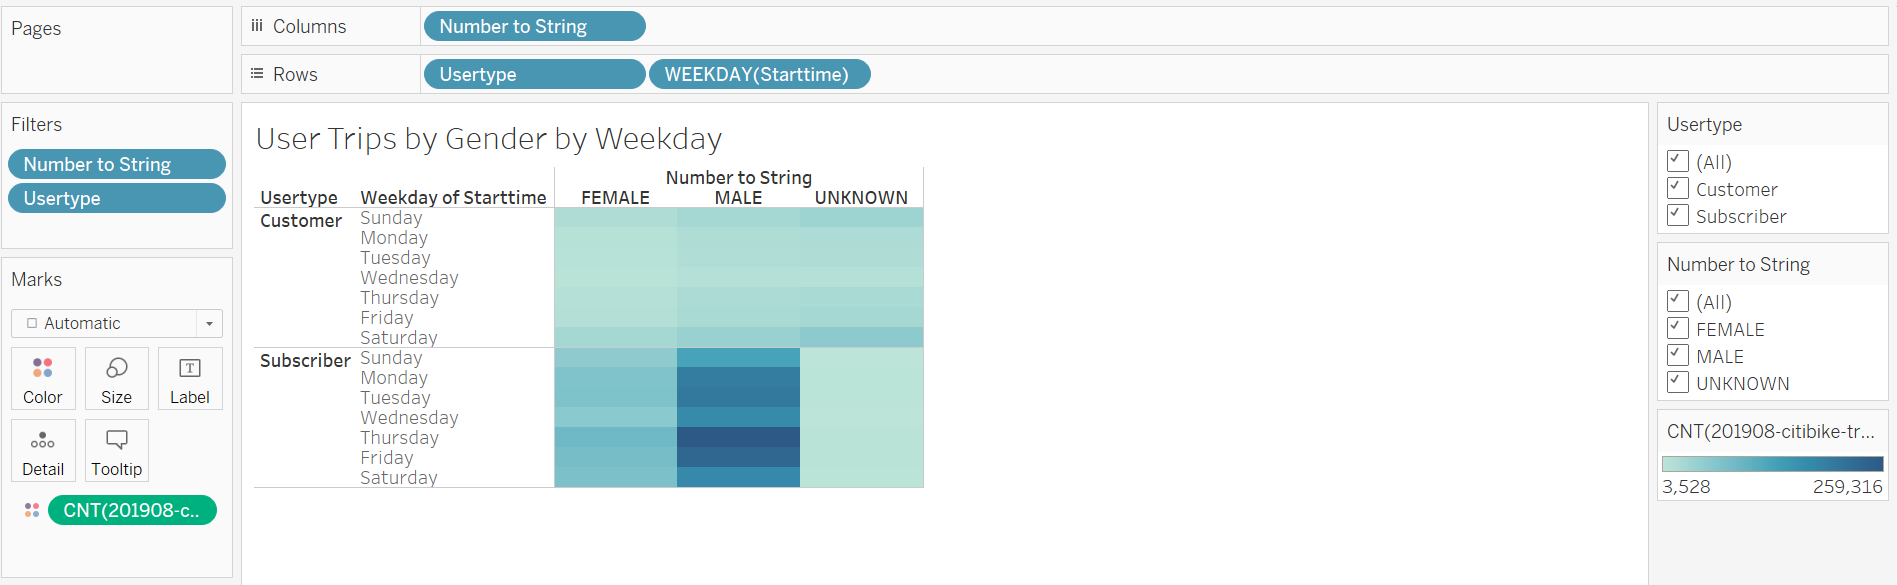 Pages
Columns
Number to String
Rows
Usertype
WEEKDAY(Starttime)
Filters
Number to String
Usertype
Marks
Automatic
Color
Size
Label
Detail
Tooltip
CNT(201908-c..
User Trips by Gender by Weekday
Number to String
Usertype Weekday of Starttime FEMALE MALE UNKNOWN
Customer Sunday
Monday
Tuesday
Wednesday
Thursday
Friday
Saturday
Subscriber Sunday
Monday
Tuesday
Wednesday
Thursday
Friday
Saturday
Usertype
(All)
Customer
Subscriber
Number to String
(All)
FEMALE
MALE
UNKNOWN
CNT(201908-citibike-tr...
3,528 259,316